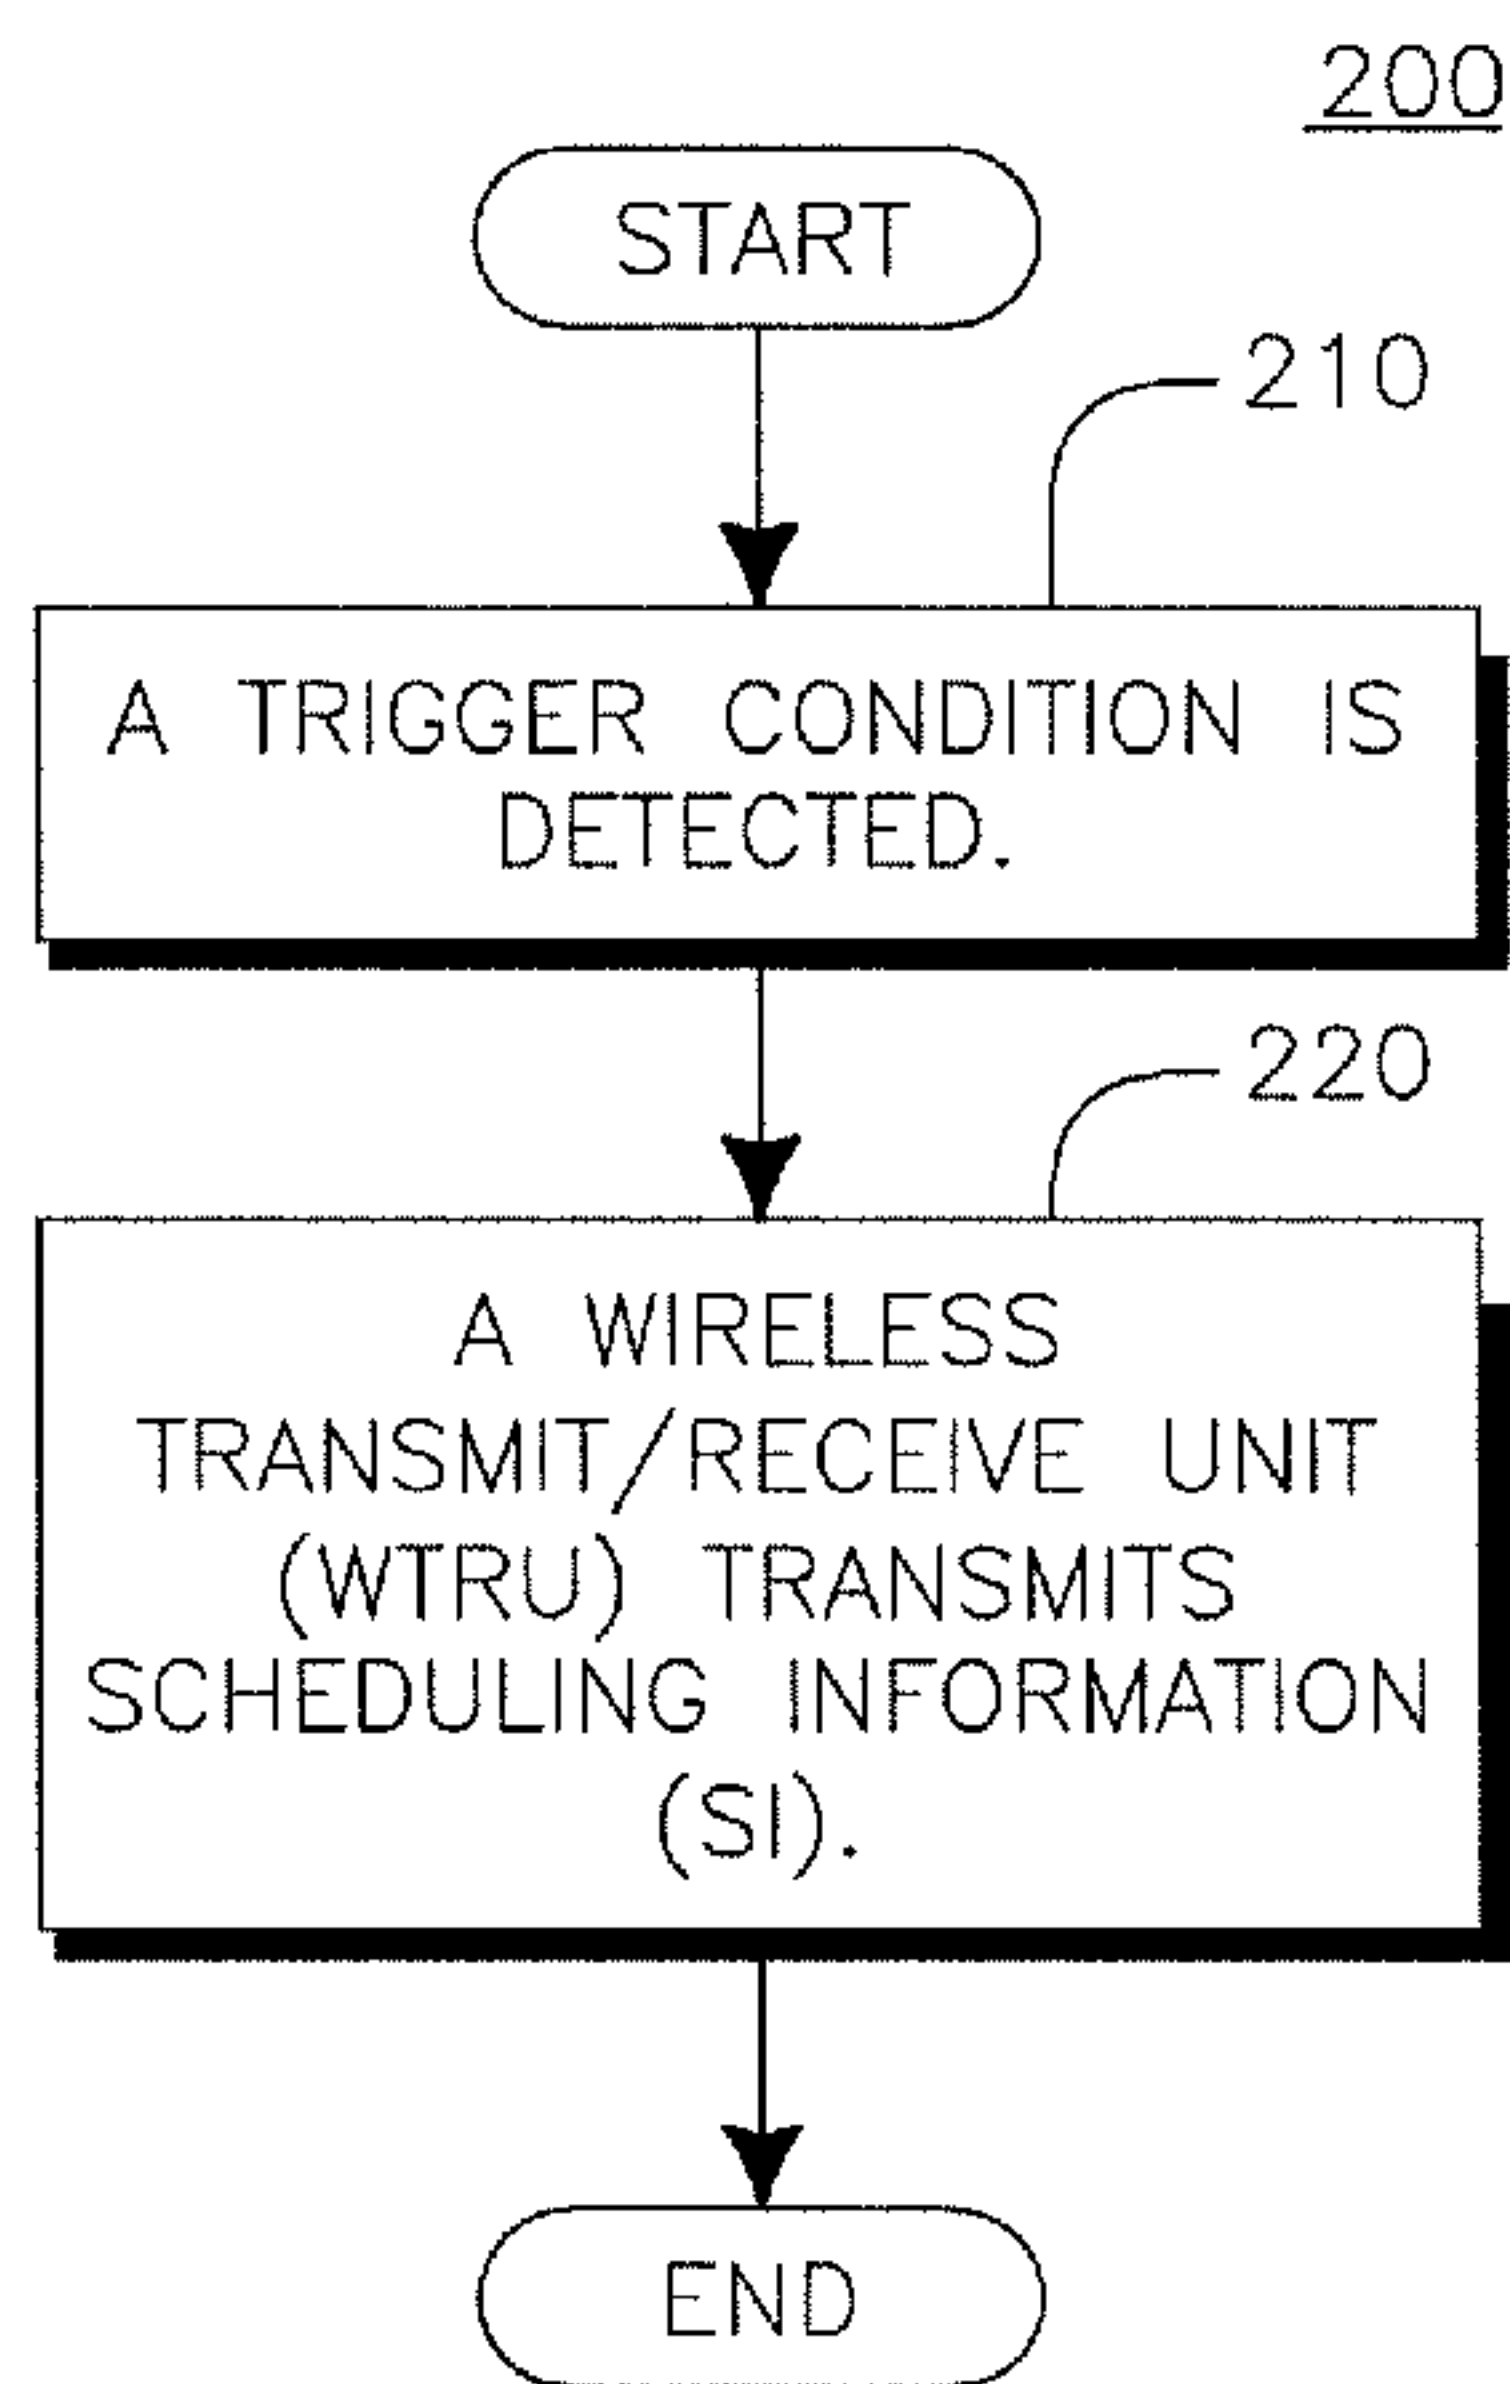 200
START
210
A TRIGGER CONDITION IS
DETECTED.
220
A WIRELESS
TRANSMIT/RECEIVE UNIT
(WTRU) TRANSMITS
SCHEDULING INFORMATION
(SI).
END